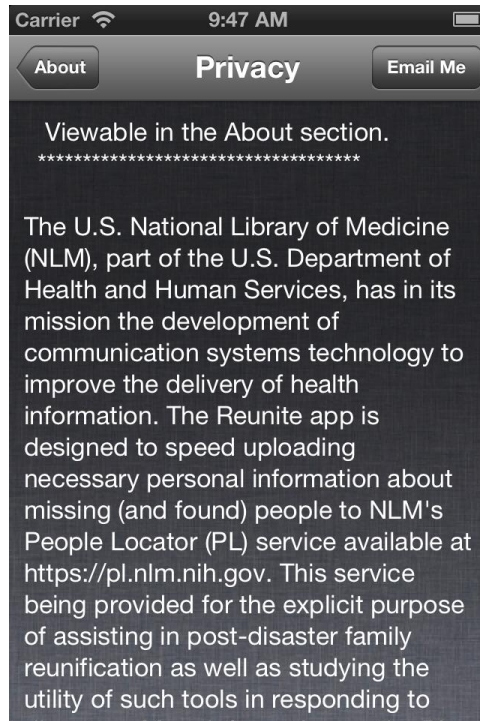 Carrier 9:47 AM
About Privacy Email Me
Viewable in the About section.
***********************************
The U.S. National Library of Medicine
(NLM), part of the U.S. Department of
Health and Human Services, has in its
mission the development of
communication systems technology to
improve the delivery of health
information. The Reunite app is
designed to speed uploading
necessary personal information about
missing (and found) people to NLM's
People Locator (PL) service available at
https://pl.nlm.nih.gov. This service
being provided for the explicit purpose
of assisting in post-disaster family
reunification as well as studying the
utility of such tools in responding to